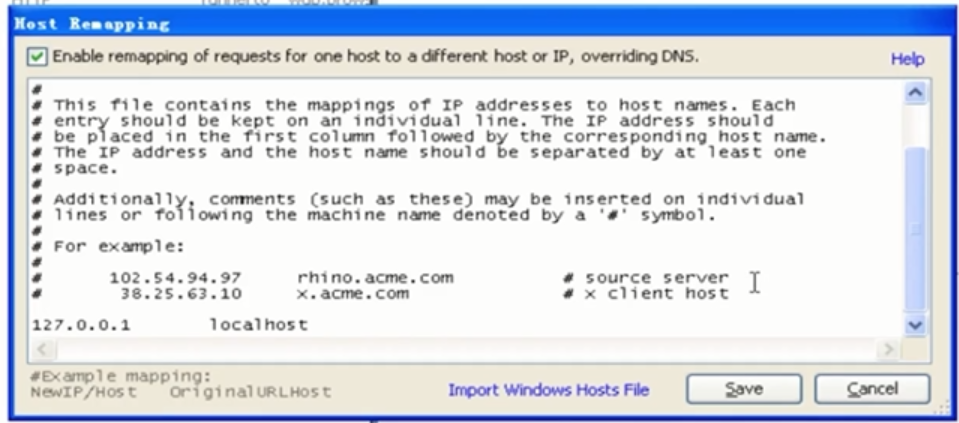 Host Remapping
Enable remapping of requests for one host to a different host or IP, overriding DNS.
Help
#
# This file contains the mappings of IP addresses to host names. Each
# entry should be kept on an individual line. The IP address should
# be placed in the first column followed by the corresponding host name.
# The IP address and the host name should be separated by at least one
# space.
#
# Additionally, comments (such as these) may be inserted on individual
# lines or following the machine name denoted by a '#' symbol.
#
# For example:
#
# 102.54.94.97 rhino.acme.com # source server
# 38.25.63.10 x.acme.com # x client host
127.0.0.1 localhost
#Example mapping:
NewIP/Host OriginalURLHost
Import Windows Hosts File
Save
Cancel